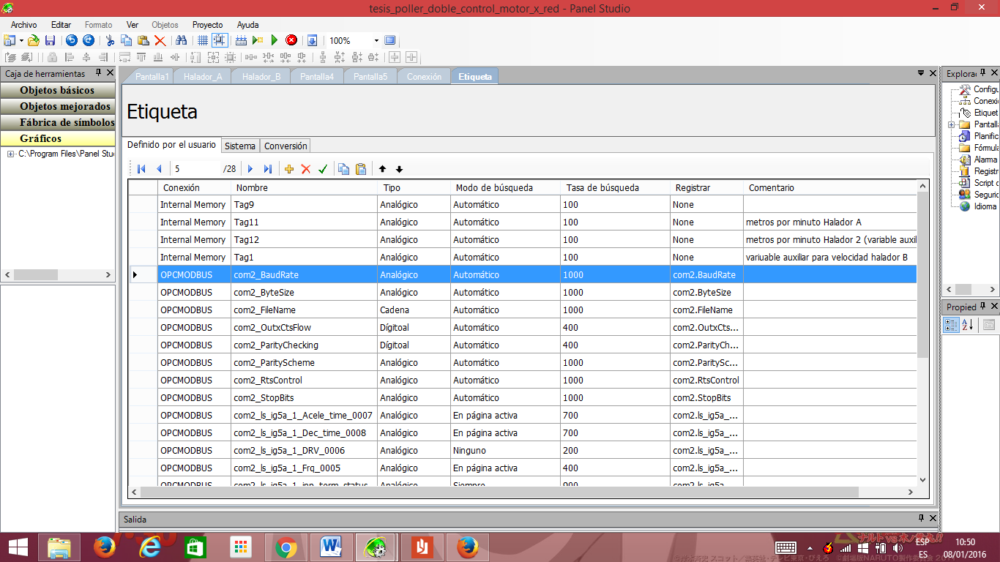 tesis_poller_doble_control_motor_x_red - Panel Studio
Archivo Editar Formato Ver Objetos Proyecto Ayuda
100%
Caja de herramientas
Objetos básicos
Objetos mejorados
Fábrica de símbolos
Gráficos
C:\Program Files\Panel Stu
Pantalla1 Halador_A Halador_B Pantalla4 Pantalla5 Conexión Etiqueta
Etiqueta
Definido por el usuario Sistema Conversión
5 /28
Conexión Nombre Tipo Modo de búsqueda Tasa de búsqueda Registrar Comentario
Internal Memory Tag9 Analógico Automático 100 None
Internal Memory Tag11 Analógico Automático 100 None metros por minuto Halador A
Internal Memory Tag12 Analógico Automático 100 None metros por minuto Halador 2 (variable auxil
Internal Memory Tag1 Analógico Automático 100 None variuable auxiliar para velocidad halador B
OPCMODBUS com2_BaudRate Analógico Automático 1000 com2.BaudRate
OPCMODBUS com2_ByteSize Analógico Automático 1000 com2.ByteSize
OPCMODBUS com2_FileName Cadena Automático 1000 com2.FileName
OPCMODBUS com2_OutxCtsFlow Dígitoal Automático 400 com2.OutxCts...
OPCMODBUS com2_ParityChecking Dígitoal Automático 400 com2.ParityCh...
OPCMODBUS com2_ParityScheme Analógico Automático 1000 com2.ParitySc...
OPCMODBUS com2_RtsControl Analógico Automático 1000 com2.RtsControl
OPCMODBUS com2_StopBits Analógico Automático 1000 com2.StopBits
OPCMODBUS com2_ls_ig5a_1_Acele_time_0007 Analógico En página activa 700 com2.ls_ig5a_...
OPCMODBUS com2_ls_ig5a_1_Dec_time_0008 Analógico En página activa 700 com2.ls_ig5a_...
OPCMODBUS com2_ls_ig5a_1_DRV_0006 Analógico Ninguno 200 com2.ls_ig5a_...
OPCMODBUS com2_ls_ig5a_1_Frq_0005 Analógico En página activa 400 com2.ls_ig5a_...
OPCMODBUS com2_ls_ig5a_1_inp_term_status Analógico Siempre 900 com2.ls_ig5a
Explorac
Configu
Conexi
Etiquet
Pantall
Planific
Fórmula
Alarma
Registr
Script c
Seguric
Idioma
Propied
Salida
ESP
ES
10:50
08/01/2016